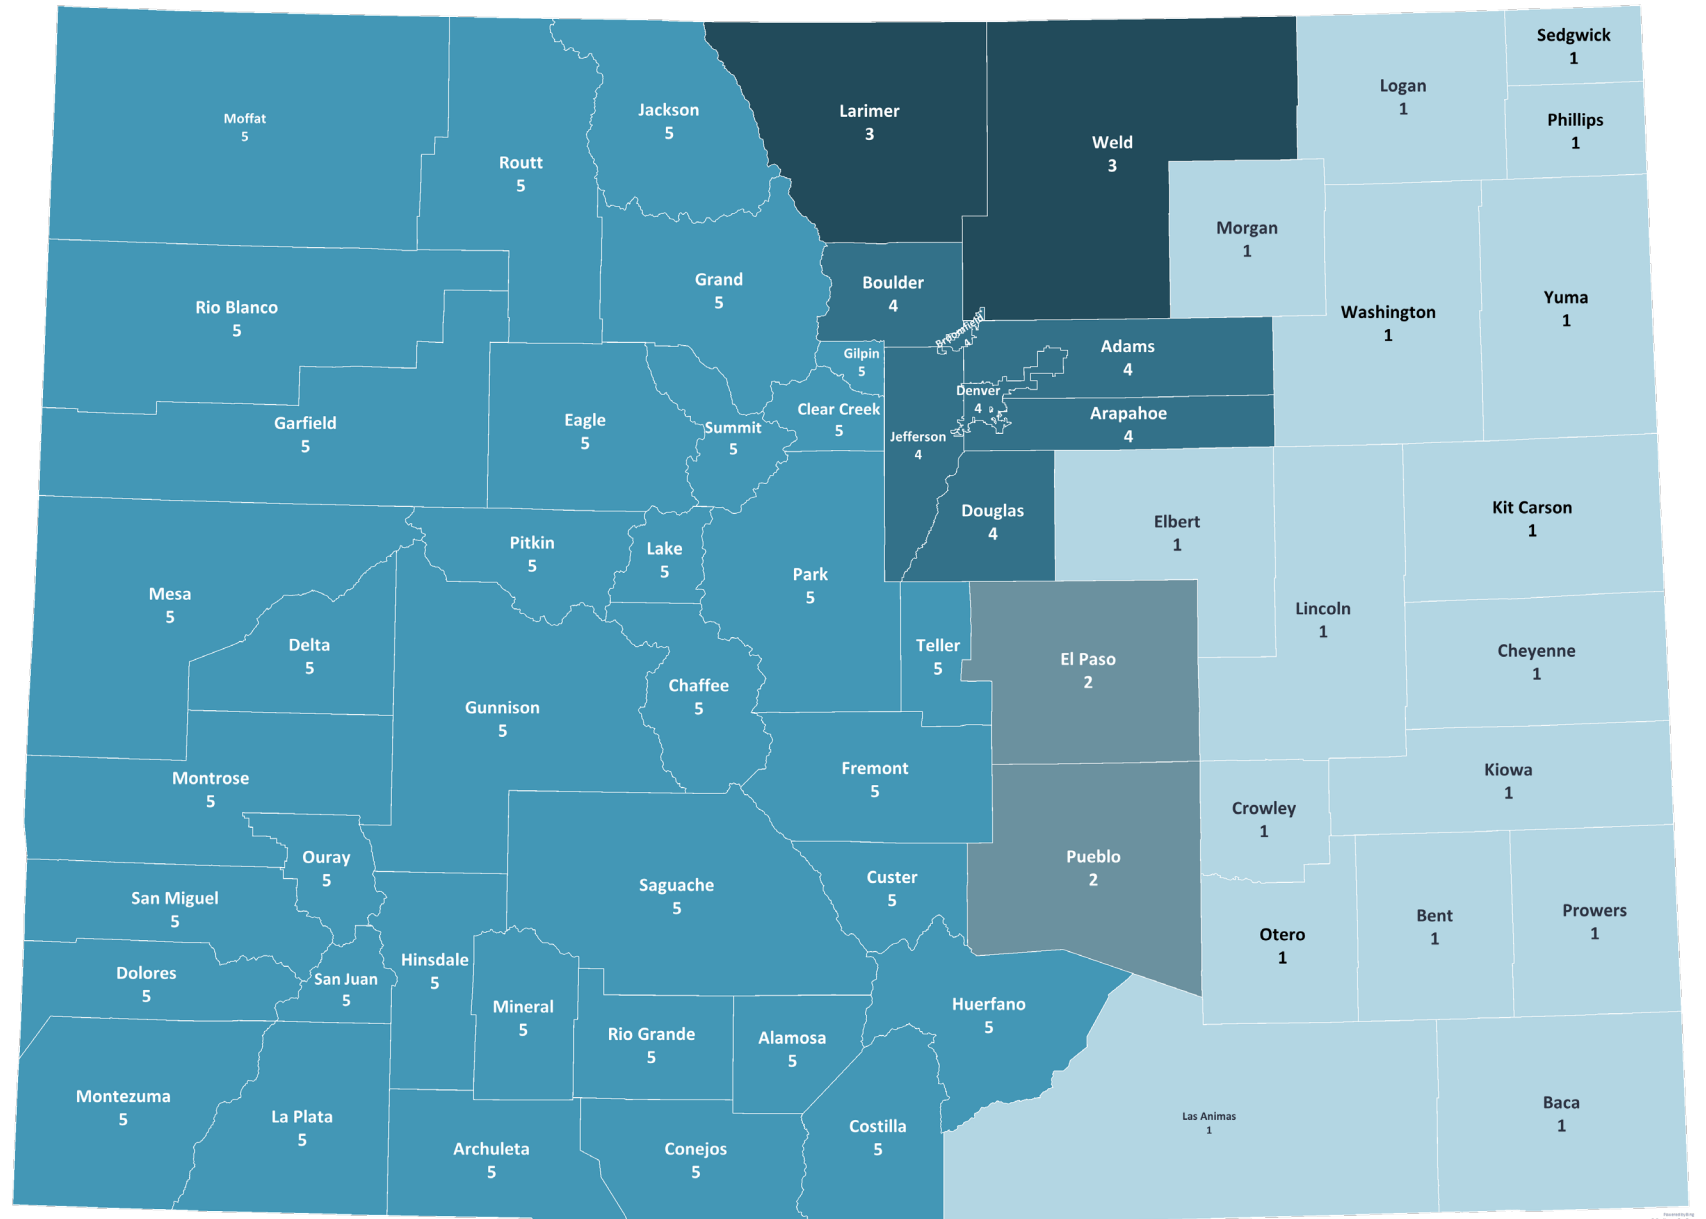 Sedgwick
1
Logan
1
Moffat
5
Jackson
5
Larimer
3
Phillips
1
Weld
3
Routt
5
Morgan
1
Grand
5
Boulder
4
Rio Blanco
5
Yuma
1
Washington
1
Broomfield
4
Adams
4
Gilpin
5
Denver
4
Clear Creek
5
Arapahoe
4
Garfield
5
Eagle
5
Summit
5
Jefferson
4
Kit Carson
1
Douglas
4
Elbert
1
Pitkin
5
Lake
5
Park
5
Mesa
5
Lincoln
1
Delta
5
Teller
5
Cheyenne
1
El Paso
2
Chaffee
5
Gunnison
5
Fremont
5
Kiowa
1
Montrose
5
Crowley
1
Ouray
5
Pueblo
2
Saguache
5
Custer
5
San Miguel
5
Prowers
1
Bent
1
Otero
1
Hinsdale
5
Dolores
5
San Juan
5
Mineral
5
Huerfano
5
Rio Grande
5
Alamosa
5
Montezuma
5
La Plata
5
Baca
1
Las Animas
1
Costilla
5
Archuleta
5
Conejos
5